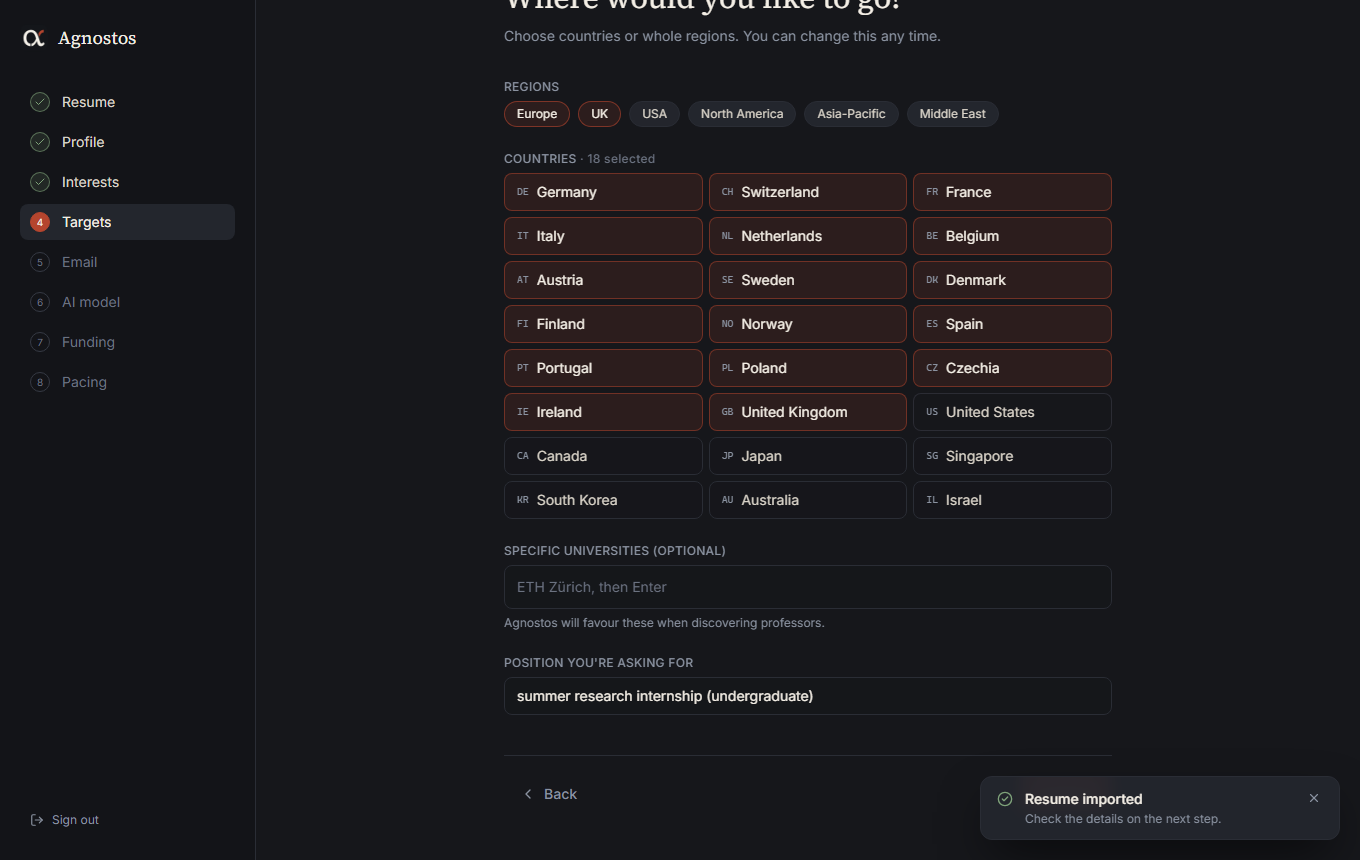 Agnostos
Resume
Profile
Interests
4 Targets
5 Email
6 AI model
7 Funding
8 Pacing
Sign out
Where would you like to go?
Choose countries or whole regions. You can change this any time.
REGIONS
Europe UK USA North America Asia-Pacific Middle East
COUNTRIES · 18 selected
DE Germany CH Switzerland FR France
IT Italy NL Netherlands BE Belgium
AT Austria SE Sweden DK Denmark
FI Finland NO Norway ES Spain
PT Portugal PL Poland CZ Czechia
IE Ireland GB United Kingdom US United States
CA Canada JP Japan SG Singapore
KR South Korea AU Australia IL Israel
SPECIFIC UNIVERSITIES (OPTIONAL)
ETH Zürich, then Enter
Agnostos will favour these when discovering professors.
POSITION YOU'RE ASKING FOR
summer research internship (undergraduate)
Back
Resume imported
Check the details on the next step.